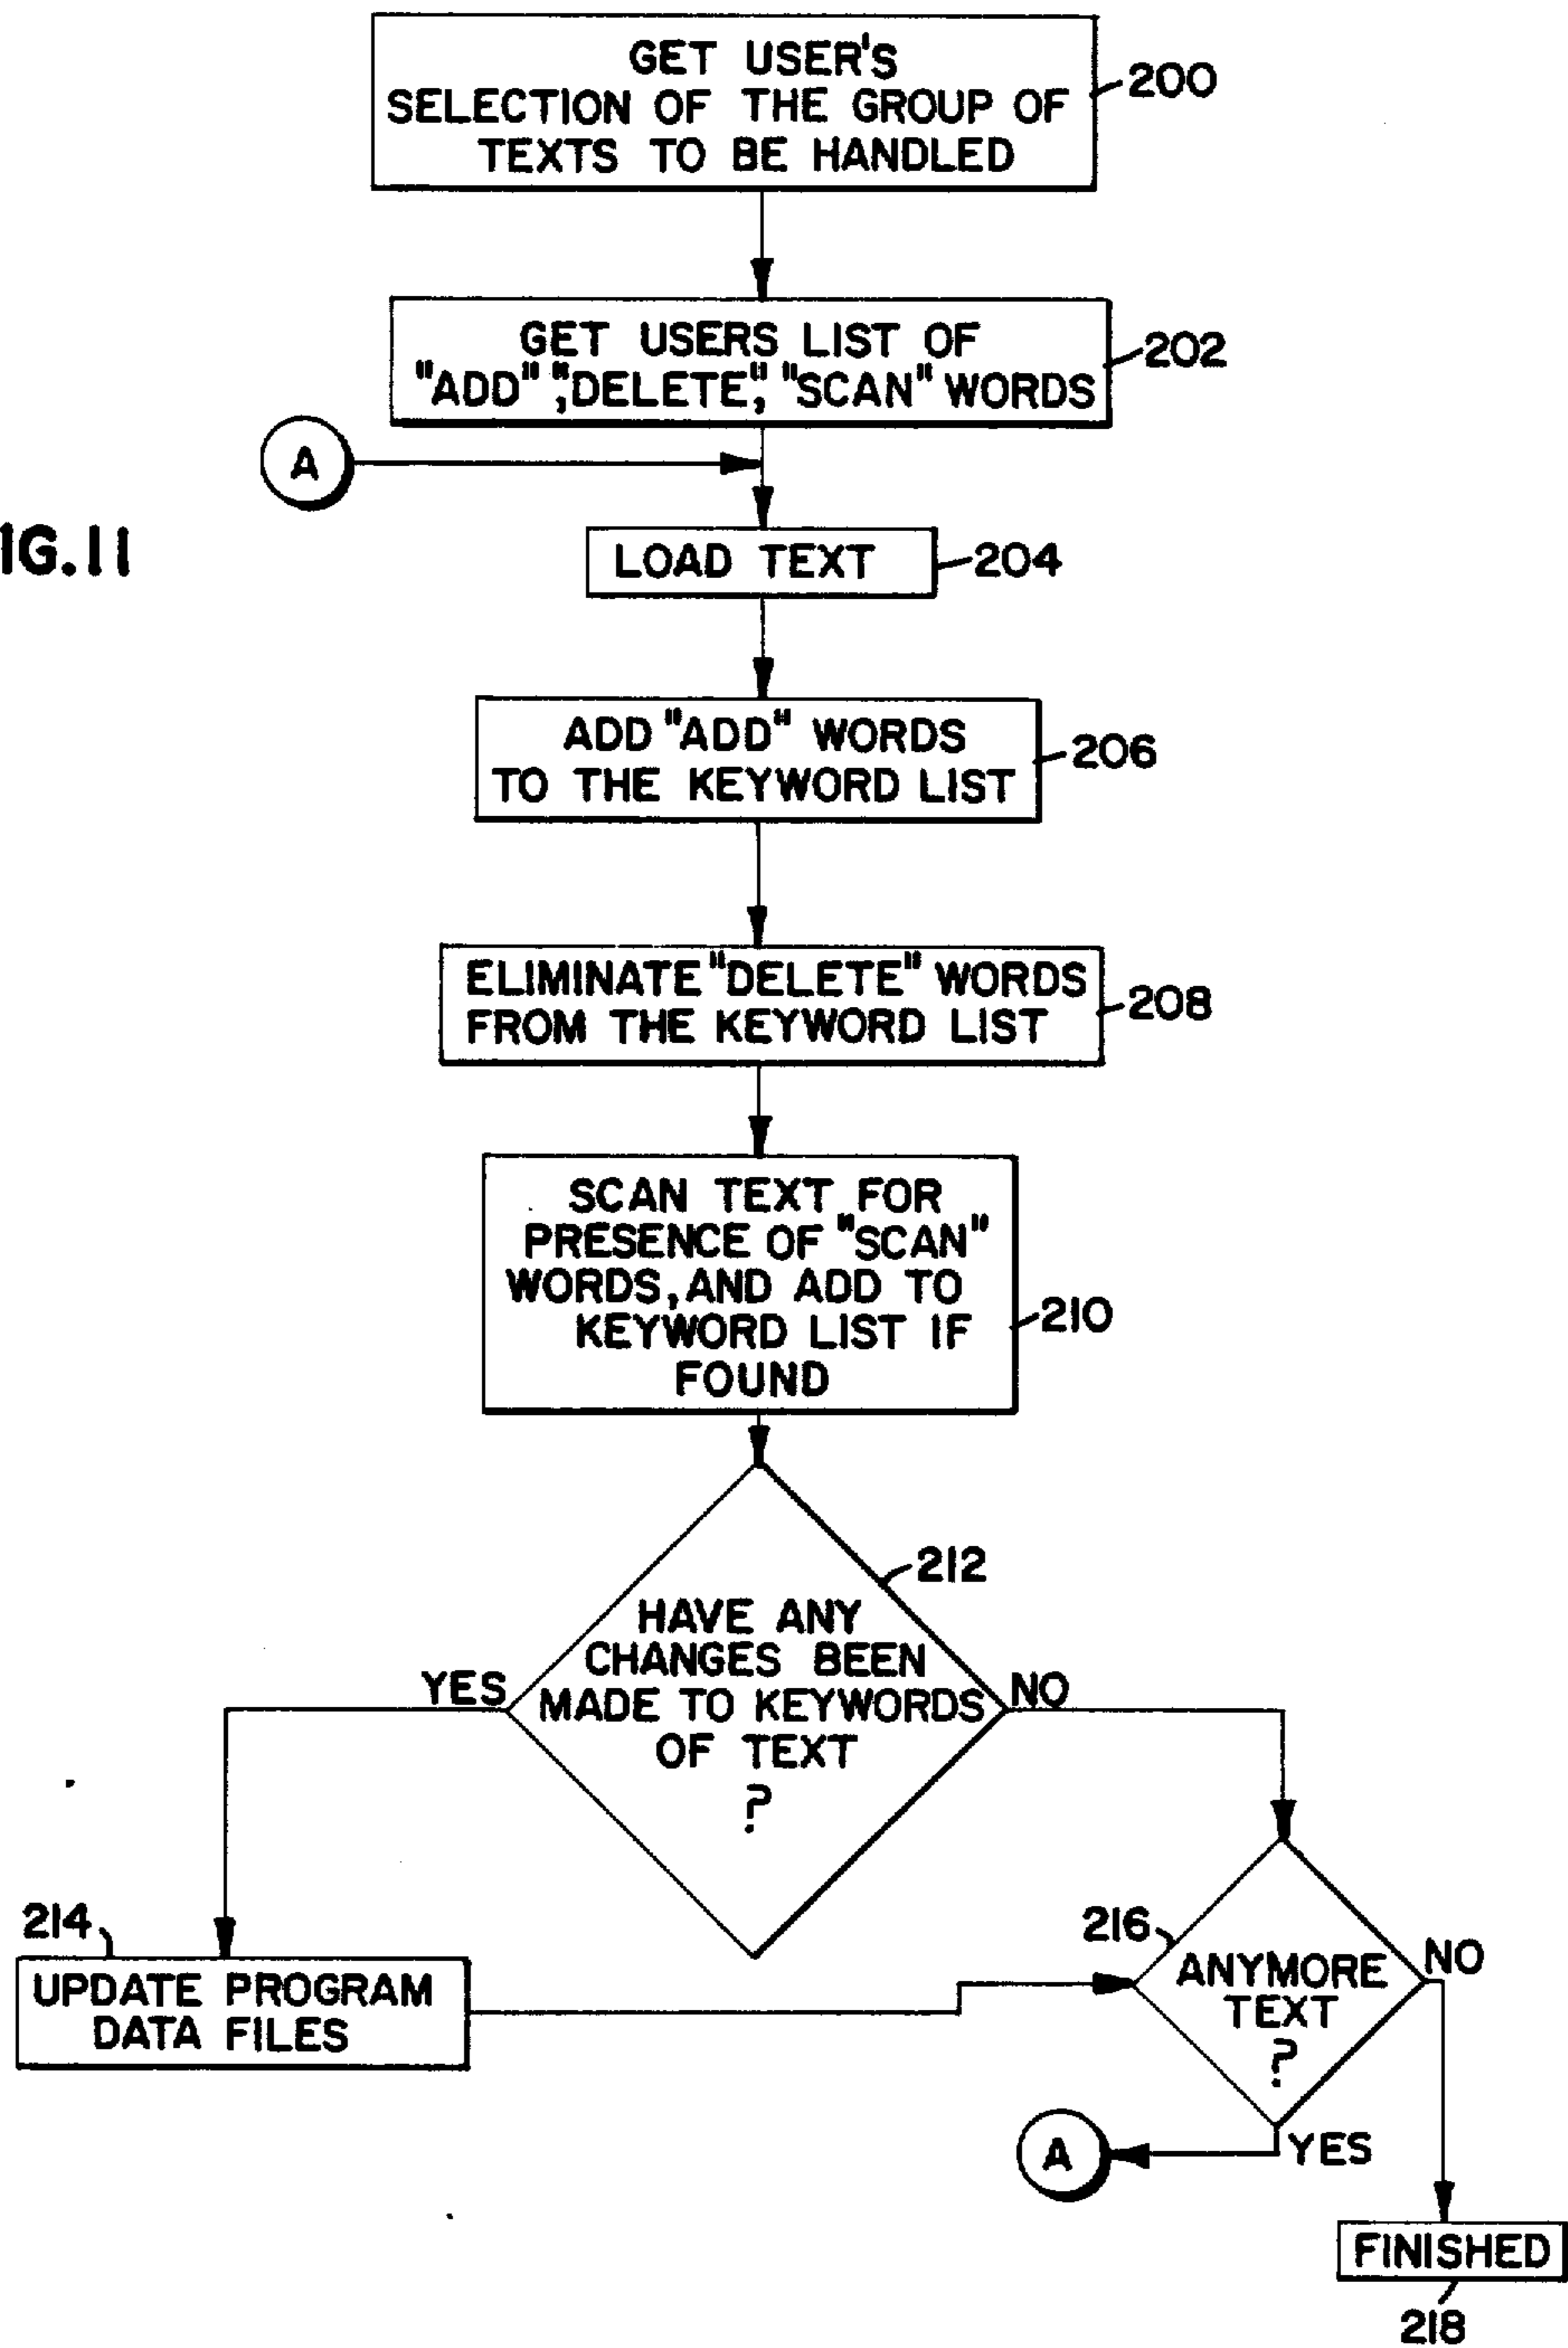 GET USER'S
SELECTION OF THE GROUP OF
TEXTS TO BE HANDLED
200
GET USERS LIST OF
"ADD", "DELETE", "SCAN" WORDS
202
A
IG.11
LOAD TEXT
204
ADD "ADD" WORDS
TO THE KEYWORD LIST
206
ELIMINATE "DELETE" WORDS
FROM THE KEYWORD LIST
208
SCAN TEXT FOR
PRESENCE OF "SCAN"
WORDS, AND ADD TO
KEYWORD LIST IF
FOUND
210
212
HAVE ANY
CHANGES BEEN
MADE TO KEYWORDS
OF TEXT
?
YES
NO
214
UPDATE PROGRAM
DATA FILES
216
ANYMORE
TEXT
?
NO
YES
A
FINISHED
218